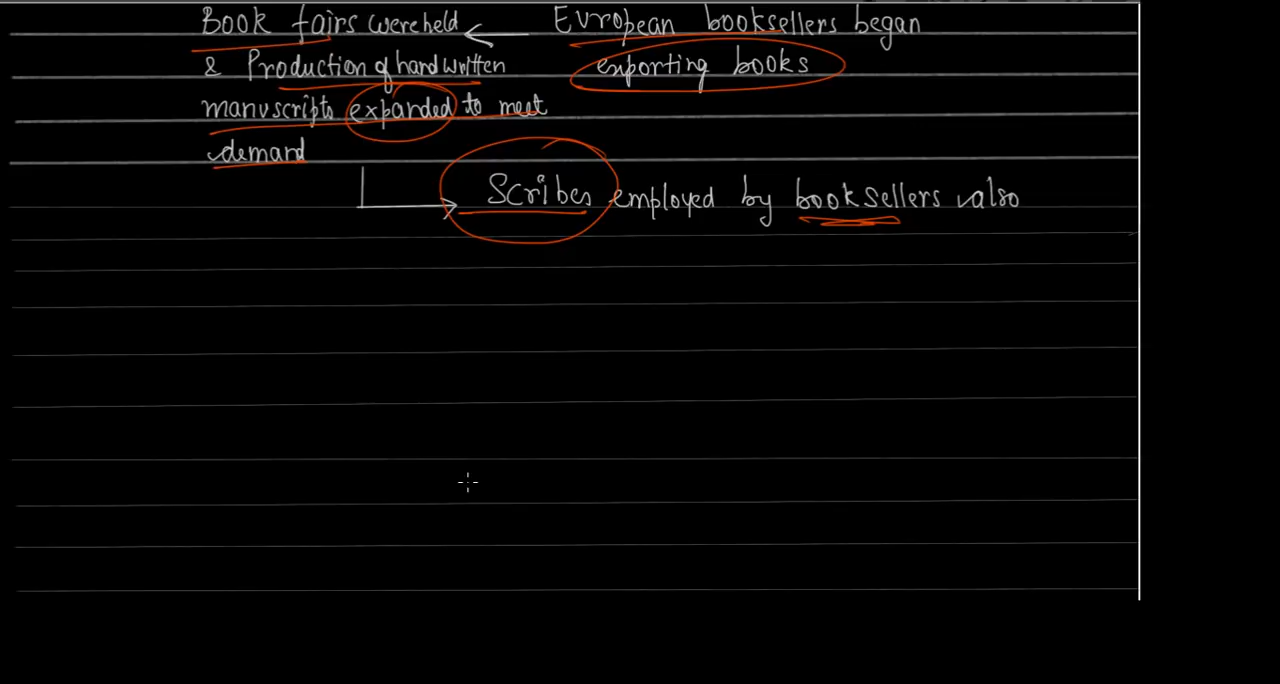 Book fairs were held ← European booksellers began
& Production of handwritten exporting books
manuscripts expanded to meet
demand
Scribes employed by booksellers also